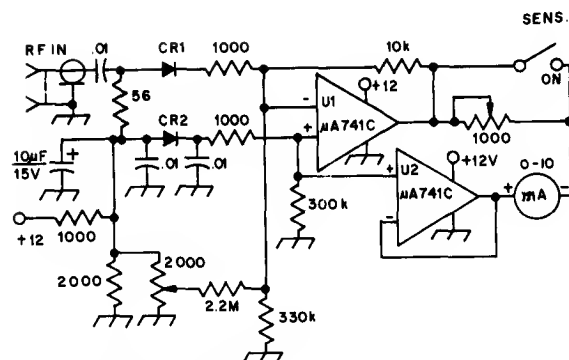 SENS.
RF IN
.01
CR1
1000
10k
ON
56
CR2
1000
-
U1
+12
µA741C
+
1000
10µF
15V
+
.01
.01
+12V
0-10
300k
+
U2
µA741C
-
+
mA
-
+12
1000
2000
2000
2.2M
330k